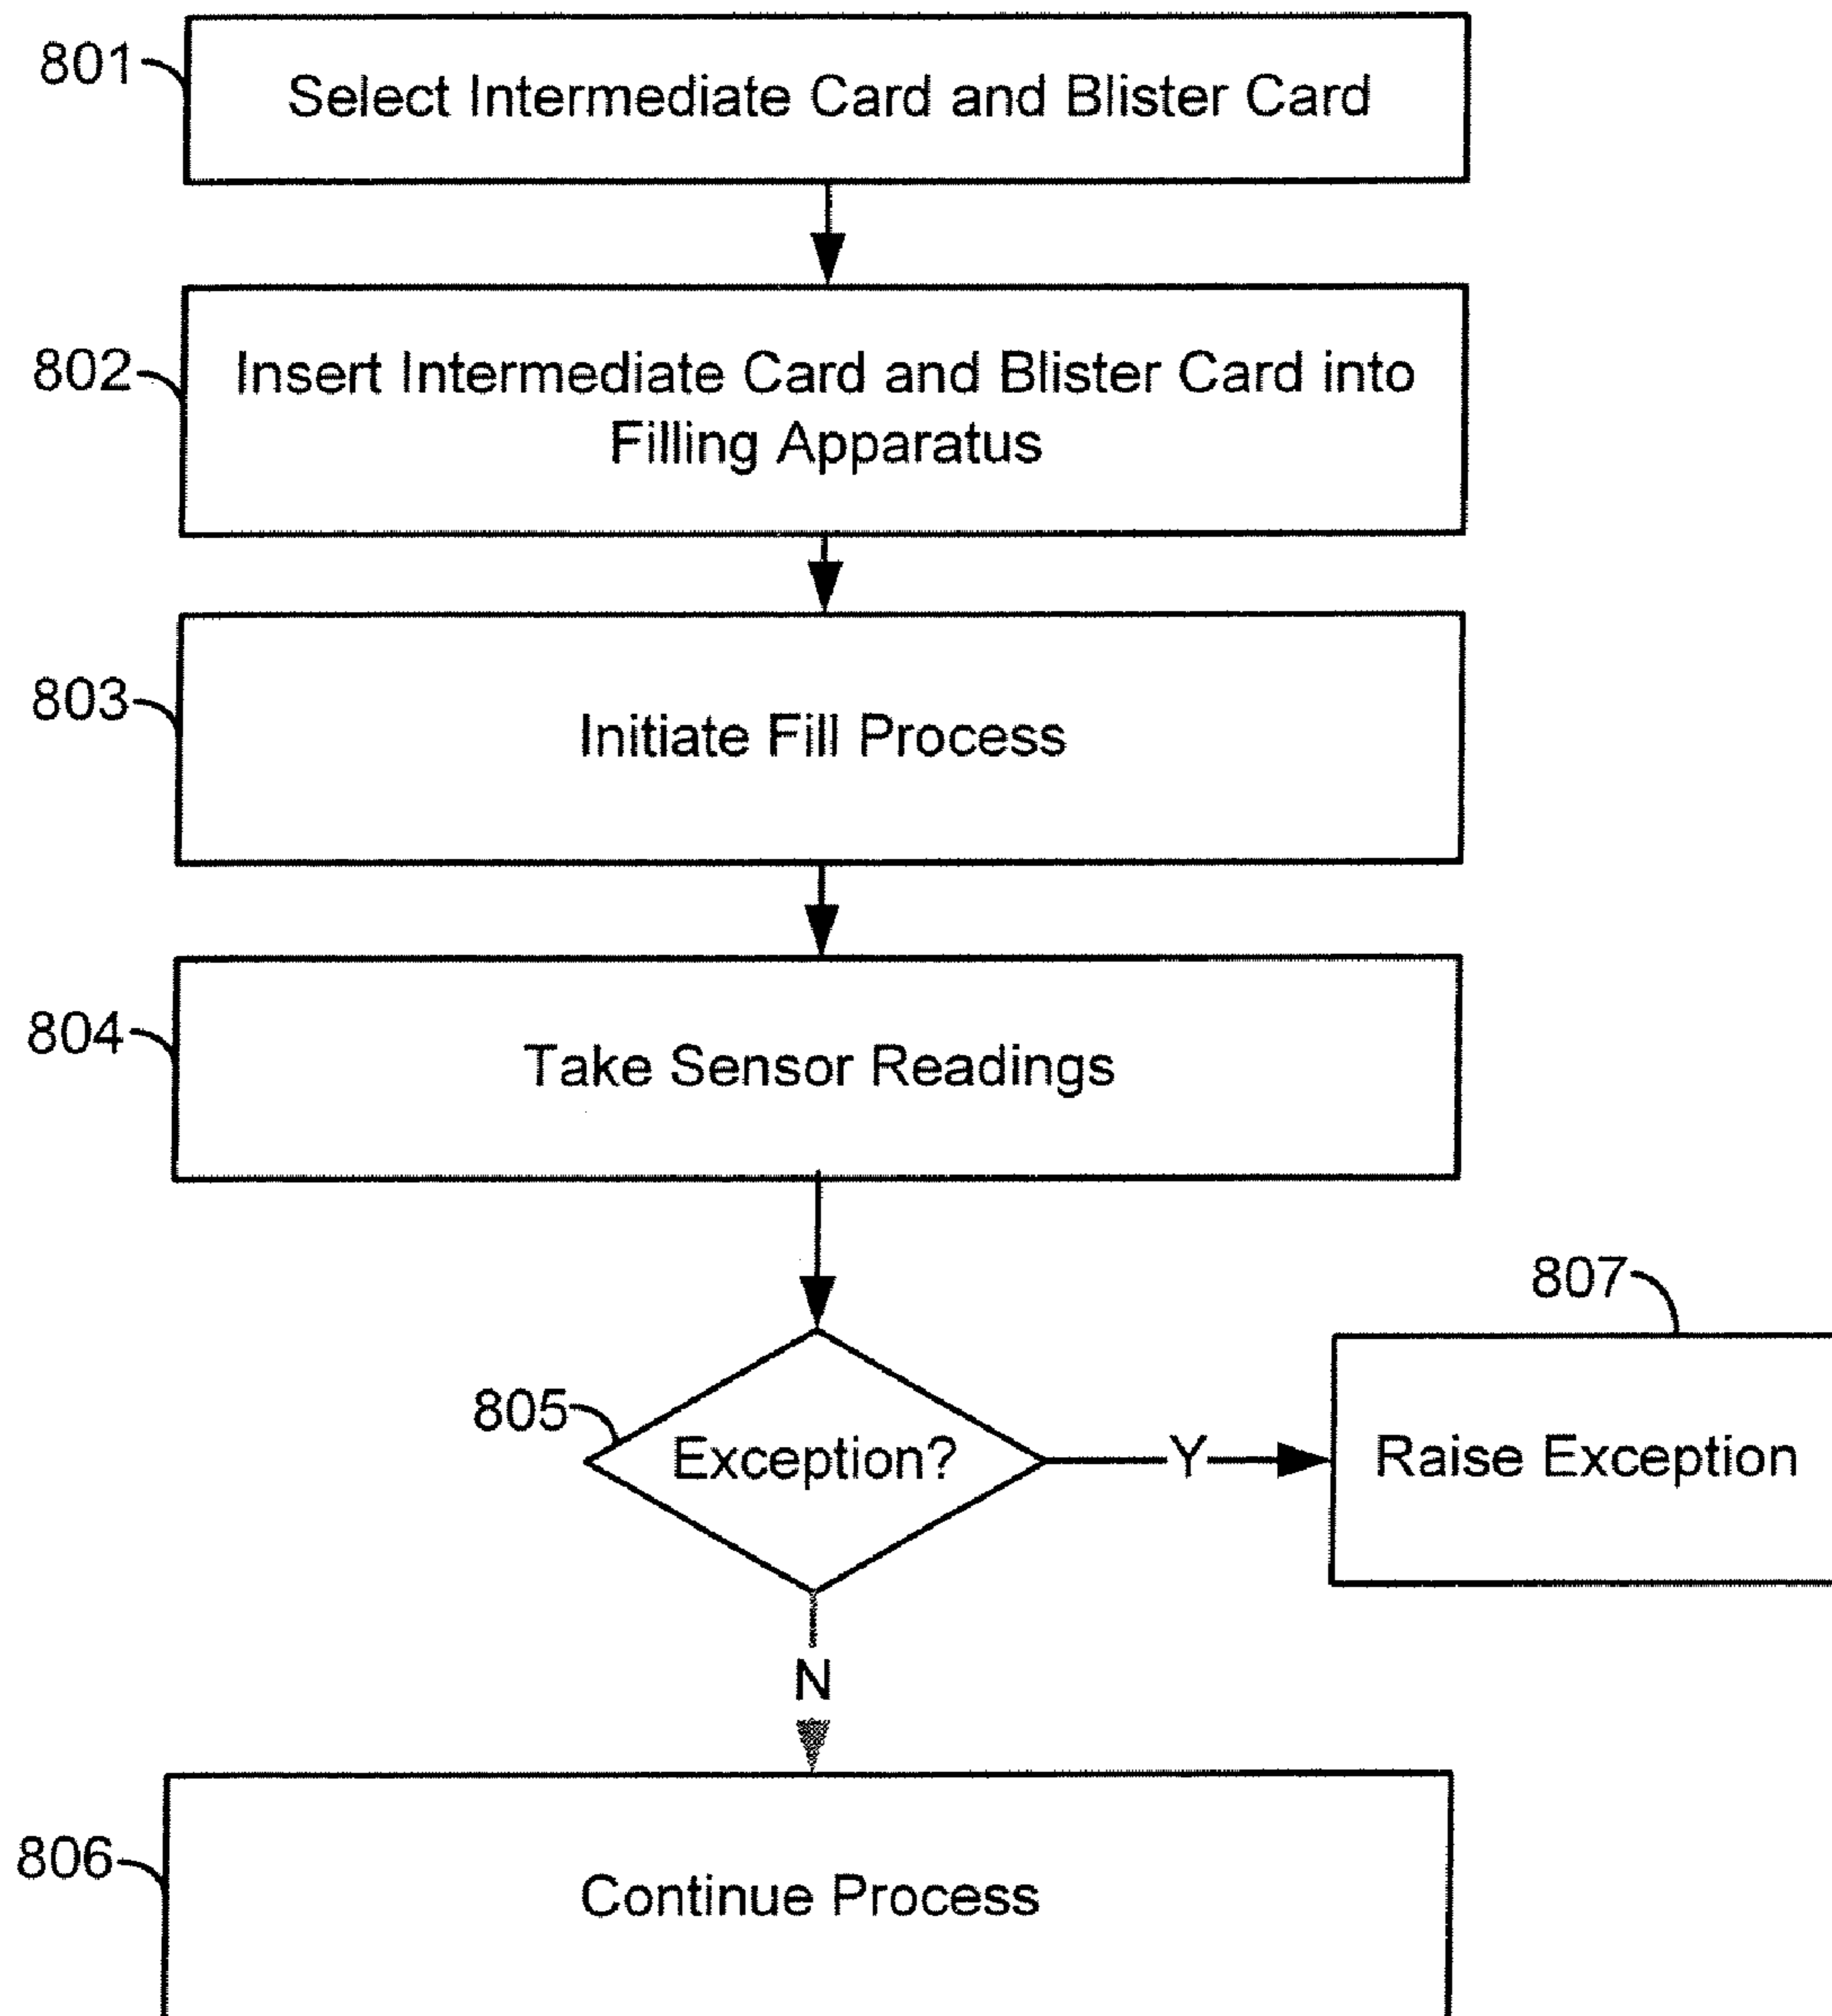 801
Select Intermediate Card and Blister Card
802
Insert Intermediate Card and Blister Card into
Filling Apparatus
803
Initiate Fill Process
804
Take Sensor Readings
807
805
Exception?
Y
Raise Exception
N
806
Continue Process